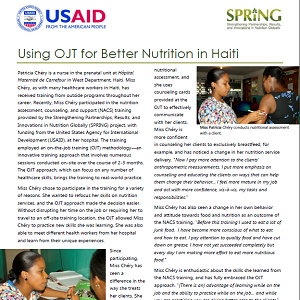 USAID
FROM THE AMERICAN PEOPLE
SPRING
Strengthening Partnerships, Results,
and Innovations in Nutrition Globally
Using OJT for Better Nutrition in Haiti
Patricia Chéry is a nurse in the prenatal unit at Hôpital
Maternité de Carrefour in West Department, Haiti. Miss
Chéry, as with many healthcare workers in Haiti, has
received training from outside programs throughout her
career. Recently, Miss Chéry participated in the nutrition
assessment, counseling, and support (NACS) training
provided by the Strengthening Partnerships, Results, and
Innovations in Nutrition Globally (SPRING) project, with
funding from the United States Agency for International
Development (USAID), at her hospital. The training
employed an on-the-job training (OJT) methodology—an
innovative training approach that involves numerous
sessions conducted on-site over the course of 2–3 months.
The OJT approach, which can focus on any number of
healthcare skills, brings the training to real-world practice.
Miss Chéry chose to participate in the training for a variety
of reasons. She wanted to refocus her skills on nutrition
services, and the OJT approach made the decision easier.
Without disrupting her time on the job or requiring her to
travel to an off-site training location, the OJT allowed Miss
Chéry to practice new skills she was learning. She was also
able to meet different health workers from the hospital
and learn from their unique experiences.
Since
participating,
Miss Chéry has
seen a
difference in
the way she
treats her
clients. She
nutritional
assessment,
and she
uses counseling
cards provided
at the OJT to
effectively
communicate
with her clients.
Miss Chéry is
more confident
in counseling her clients to exclusively breastfeed, for
example, and has noticed a change in her nutrition service
delivery. "Now I pay more attention to the clients'
anthropometric measurements. I put more emphasis on
counseling and educating the clients on ways that can help
them change their behavior... I feel more mature in my job
and act with more confidence, vis-à-vis, my tasks and
responsibilities."
Miss Patricia Chéry conducts nutritional assessment
with a client.
Miss Chéry has also seen a change in her own behavior
and attitude towards food and nutrition as an outcome of
the NACS training. "Before this training I used to eat a lot of
junk food. I have become more conscious of what to eat
and how to eat. I pay attention to quality food and have cut
down on grease. I have not yet succeeded completely but
every day I am making more effort to eat more nutritious
food."
Miss Chéry is enthusiastic about the skills she learned from
the NACS training, and has fully embraced the OJT
approach. "[There is an] advantage of learning while on the
job and the ability to practice while on the job...